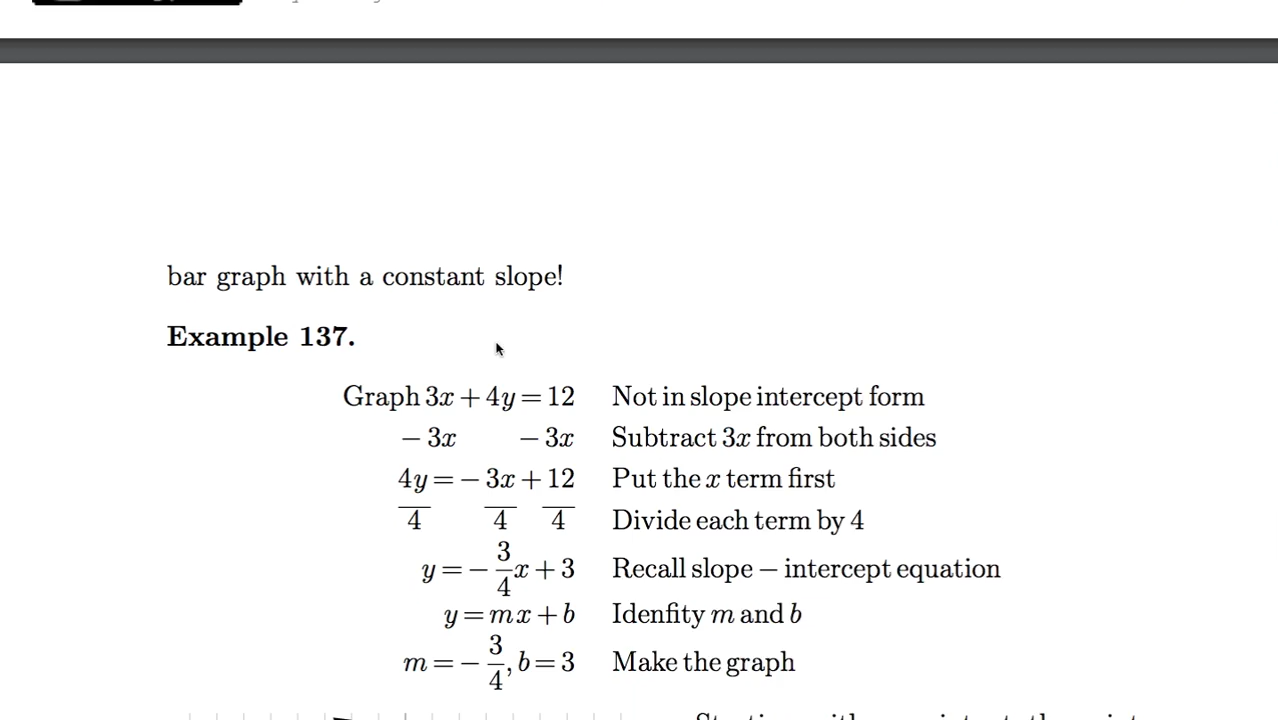 bar graph with a constant slope!
Example 137.
Graph 3x + 4y = 12 Not in slope intercept form
− 3x − 3x Subtract 3x from both sides
4y = − 3x + 12 Put the x term first
4 4 4 Divide each term by 4
y = − 3/4 x + 3 Recall slope − intercept equation
y = mx + b Idenfity m and b
m = − 3/4, b = 3 Make the graph